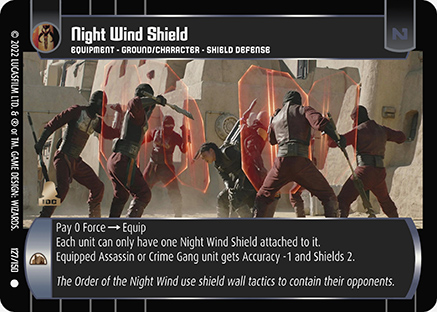 Night Wind Shield
N
EQUIPMENT - GROUND/CHARACTER - SHIELD DEFENSE
© 2022 LUCASFILM LTD. & ® or TM. GAME DESIGN: WIZARDS.
127/150
IDC
Pay 0 Force → Equip
Each unit can only have one Night Wind Shield attached to it.
Equipped Assassin or Crime Gang unit gets Accuracy -1 and Shields 2.
The Order of the Night Wind use shield wall tactics to contain their opponents.